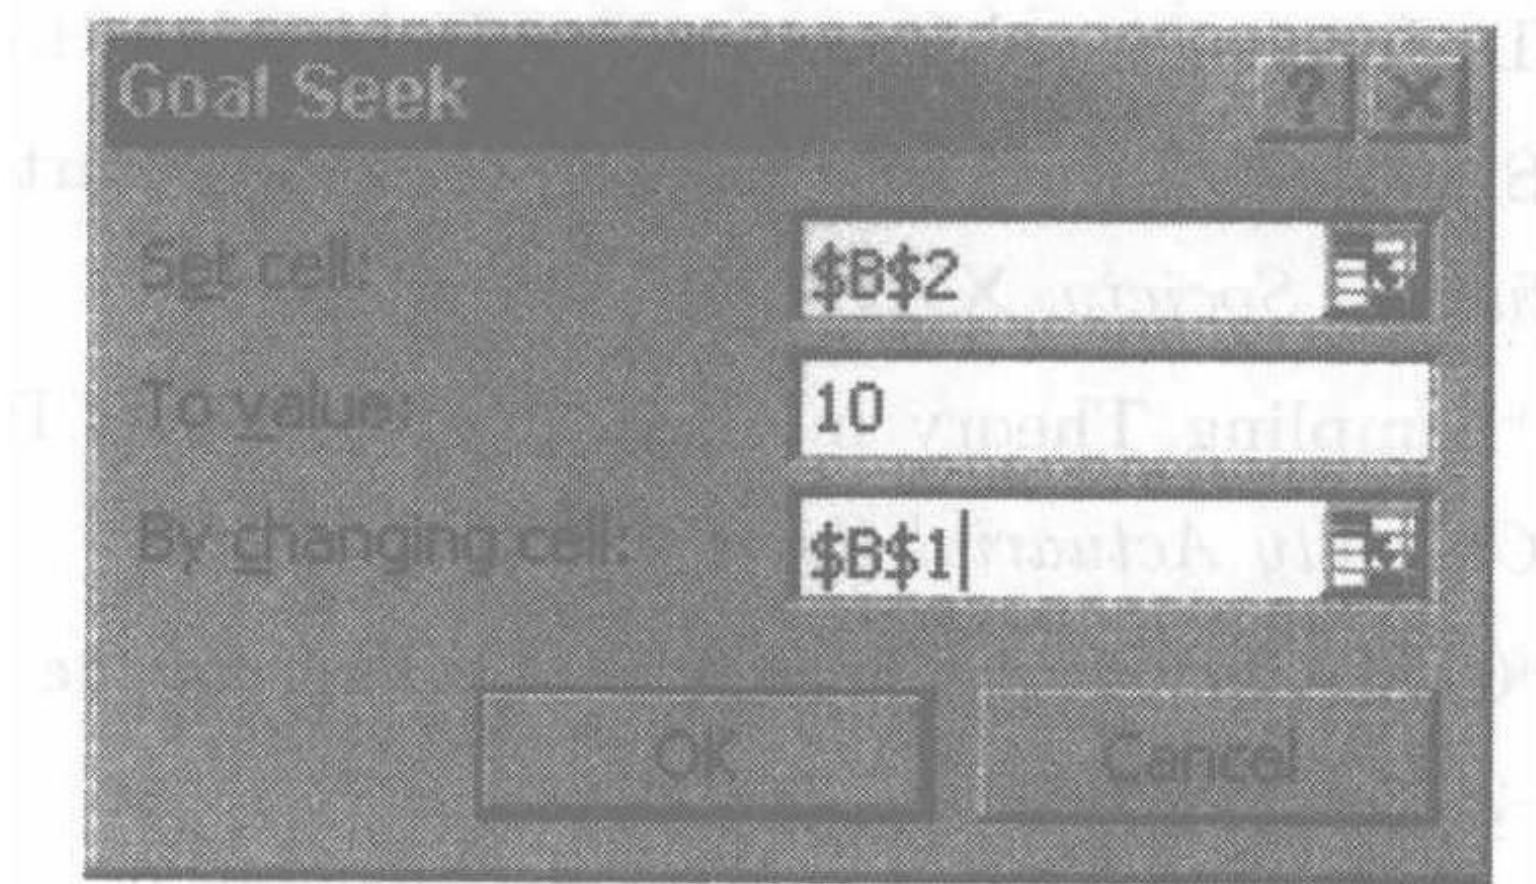 Goal Seek ? X
Set cell: $B$2
To value: 10
By changing cell: $B$1
OK Cancel